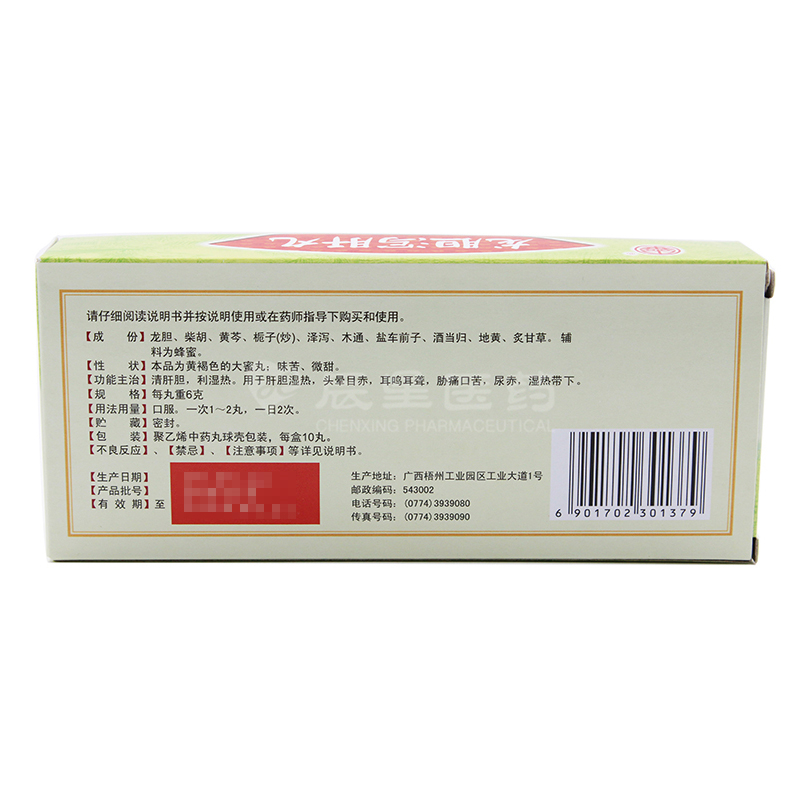 龙胆泻肝丸
请仔细阅读说明书并按说明使用或在药师指导下购买和使用。
【成 份】龙胆、柴胡、黄芩、栀子(炒)、泽泻、木通、盐车前子、酒当归、地黄、炙甘草。辅
料为蜂蜜。
【性 状】本品为黄褐色的大蜜丸；味苦、微甜。
【功能主治】清肝胆，利湿热。用于肝胆湿热，头晕目赤，耳鸣耳聋，胁痛口苦，尿赤，湿热带下。
【规 格】每丸重6克
【用法用量】口服。一次1～2丸，一日2次。
【贮 藏】密封。
【包 装】聚乙烯中药丸球壳包装，每盒10丸。
【不良反应】、【禁忌】、【注意事项】等详见说明书。
辰星医药
CHENXING PHARMACEUTICAL
【生产日期】
【产品批号】
【有 效 期】至
生产地址：广西梧州工业园区工业大道1号
邮政编码：543002
电话号码：(0774)3939080
传真号码：(0774)3939090
6 901702 301379